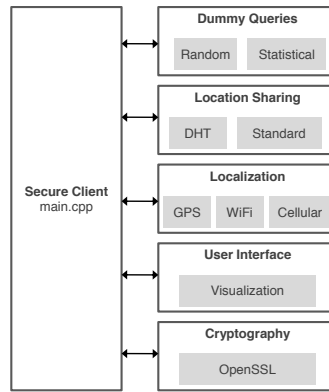 Secure Client
main.cpp
Dummy Queries
Random Statistical
Location Sharing
DHT Standard
Localization
GPS WiFi Cellular
User Interface
Visualization
Cryptography
OpenSSL